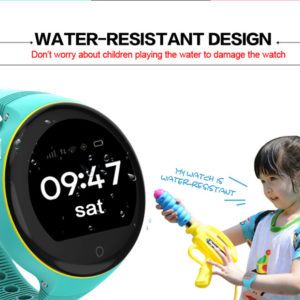 WATER-RESISTANT DESIGN
Don't worry about children playing the water to damage the watch
MY WATCH IS
WATER-RESISTANT
09:47
sat